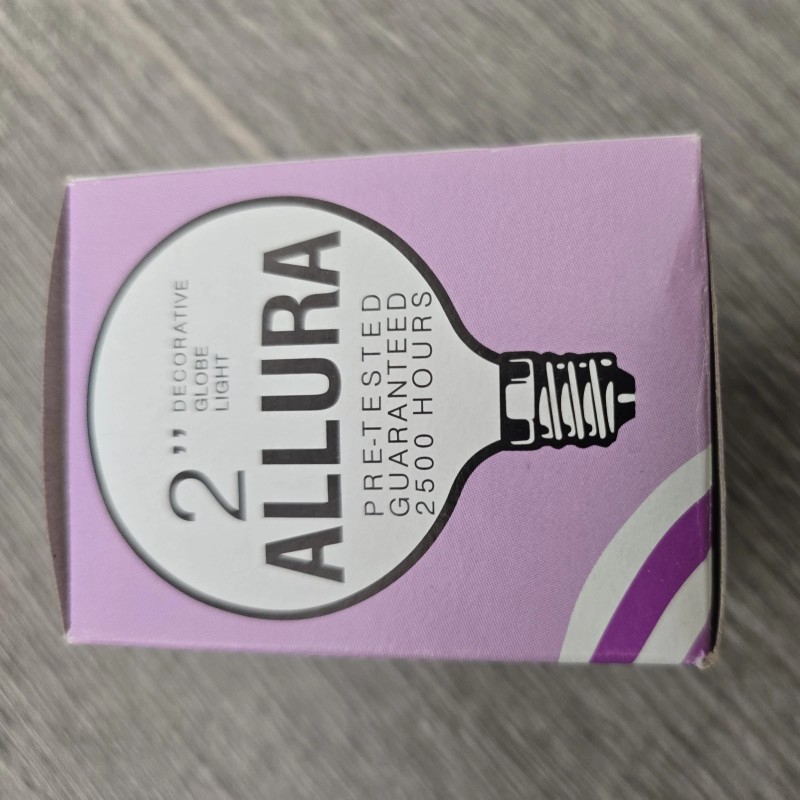 2” DECORATIVE
GLOBE
LIGHT
ALLURA
PRE-TESTED
GUARANTEED
2500 HOURS